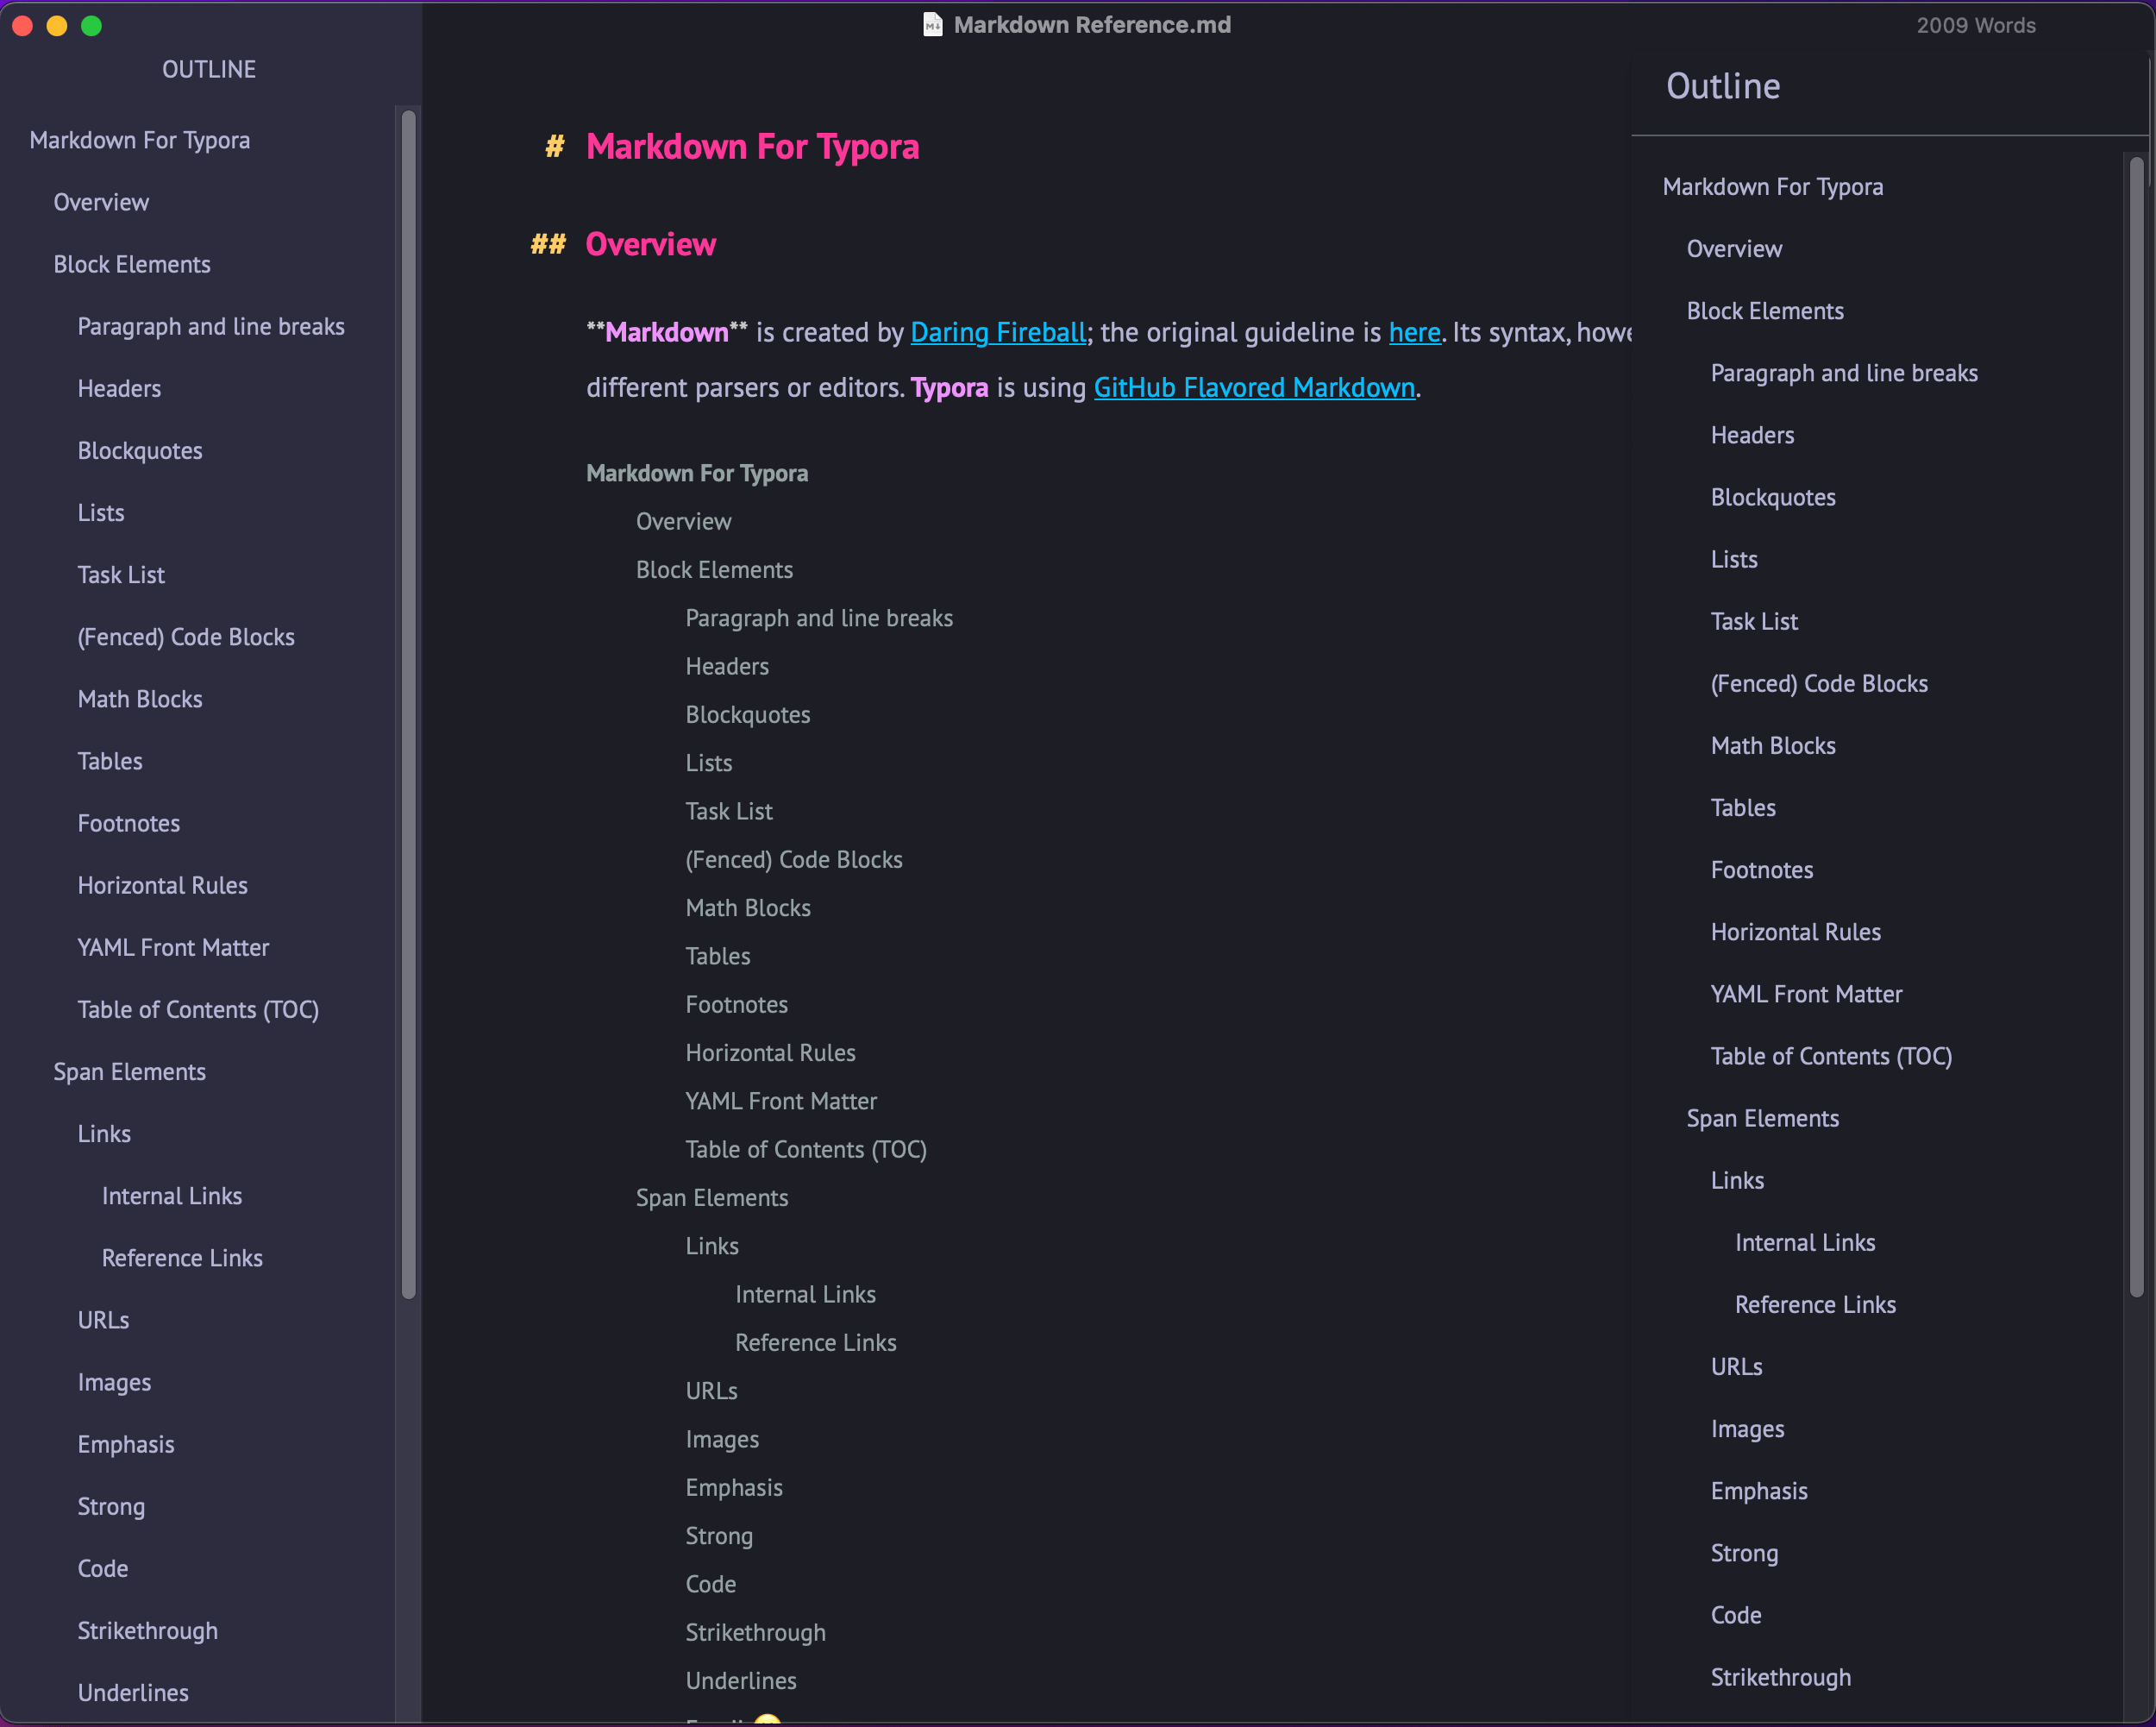 Markdown Reference.md
2009 Words
OUTLINE
Markdown For Typora
Overview
Block Elements
Paragraph and line breaks
Headers
Blockquotes
Lists
Task List
(Fenced) Code Blocks
Math Blocks
Tables
Footnotes
Horizontal Rules
YAML Front Matter
Table of Contents (TOC)
Span Elements
Links
Internal Links
Reference Links
URLs
Images
Emphasis
Strong
Code
Strikethrough
Underlines
# Markdown For Typora
## Overview
**Markdown** is created by Daring Fireball; the original guideline is here. Its syntax, howe
different parsers or editors. Typora is using GitHub Flavored Markdown.
Markdown For Typora
Overview
Block Elements
Paragraph and line breaks
Headers
Blockquotes
Lists
Task List
(Fenced) Code Blocks
Math Blocks
Tables
Footnotes
Horizontal Rules
YAML Front Matter
Table of Contents (TOC)
Span Elements
Links
Internal Links
Reference Links
URLs
Images
Emphasis
Strong
Code
Strikethrough
Underlines
Outline
Markdown For Typora
Overview
Block Elements
Paragraph and line breaks
Headers
Blockquotes
Lists
Task List
(Fenced) Code Blocks
Math Blocks
Tables
Footnotes
Horizontal Rules
YAML Front Matter
Table of Contents (TOC)
Span Elements
Links
Internal Links
Reference Links
URLs
Images
Emphasis
Strong
Code
Strikethrough